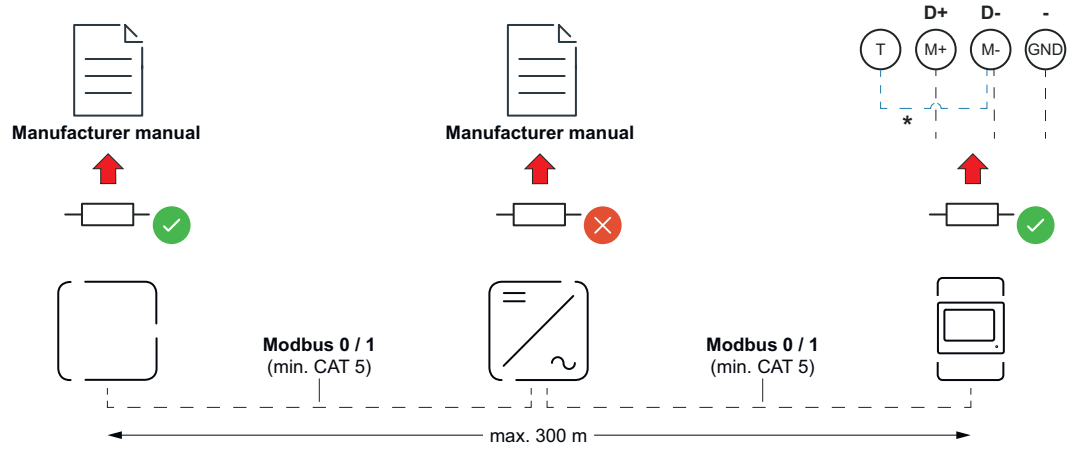 D+ D- -
T M+ M- GND
*
Manufacturer manual
Manufacturer manual
Modbus 0 / 1
(min. CAT 5)
Modbus 0 / 1
(min. CAT 5)
max. 300 m